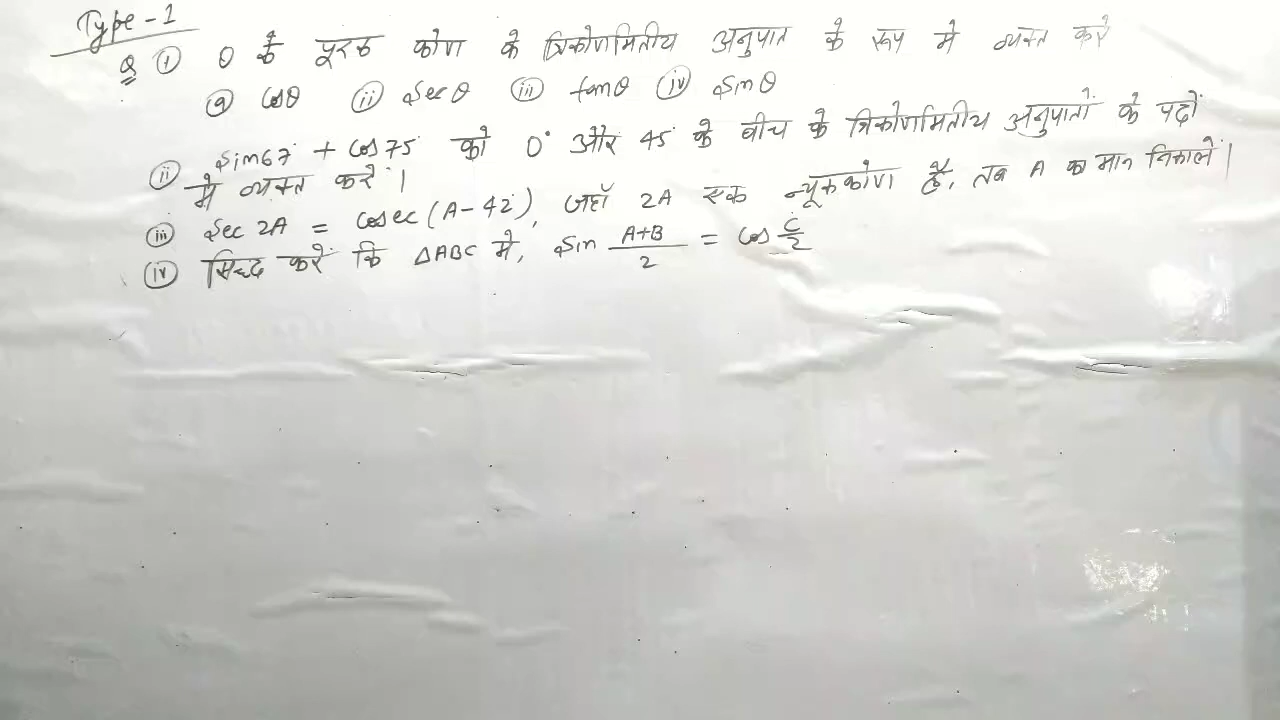 Type-1
Q (i) θ के पूरक कोण के त्रिकोणमितीय अनुपात के रूप मे व्यक्त करे
(a) cosθ (ii) secθ (iii) tanθ (iv) sinθ
(ii) sin67° + cos75° को 0° और 45° के बीच के त्रिकोणमितीय अनुपातों के पदों
में व्यक्त करें।
(iii) sec 2A = cosec(A-42°), जहाँ 2A एक न्यूनकोण है, तब A का मान निकालें।
(iv) सिद्ध करें कि △ABC मे, sin (A+B)/2 = cos C/2